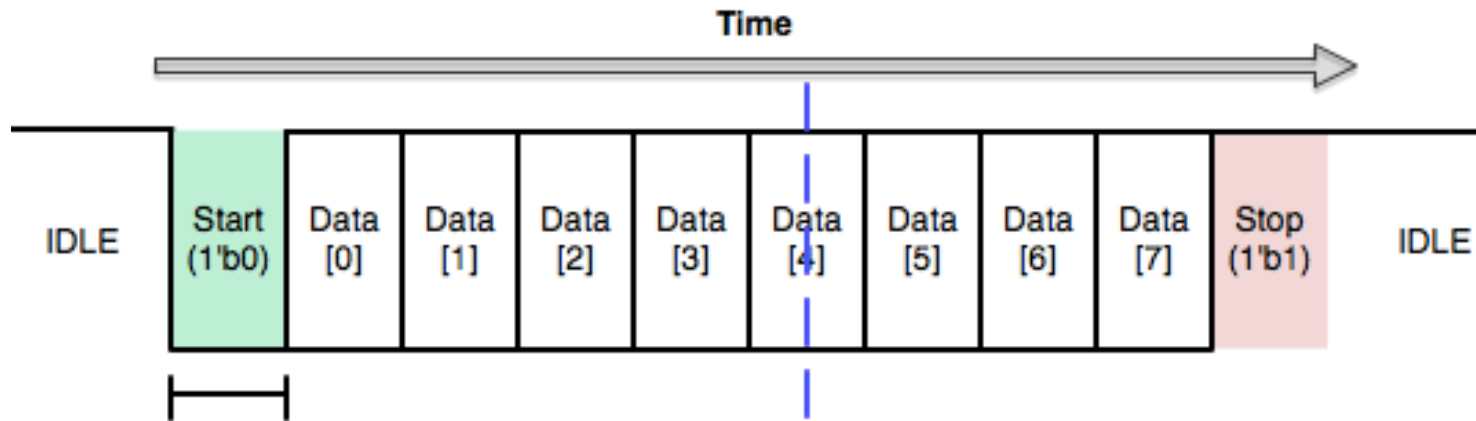 Time
IDLE
Start
(1'b0)
Data
[0]
Data
[1]
Data
[2]
Data
[3]
Data
[4]
Data
[5]
Data
[6]
Data
[7]
Stop
(1'b1)
IDLE